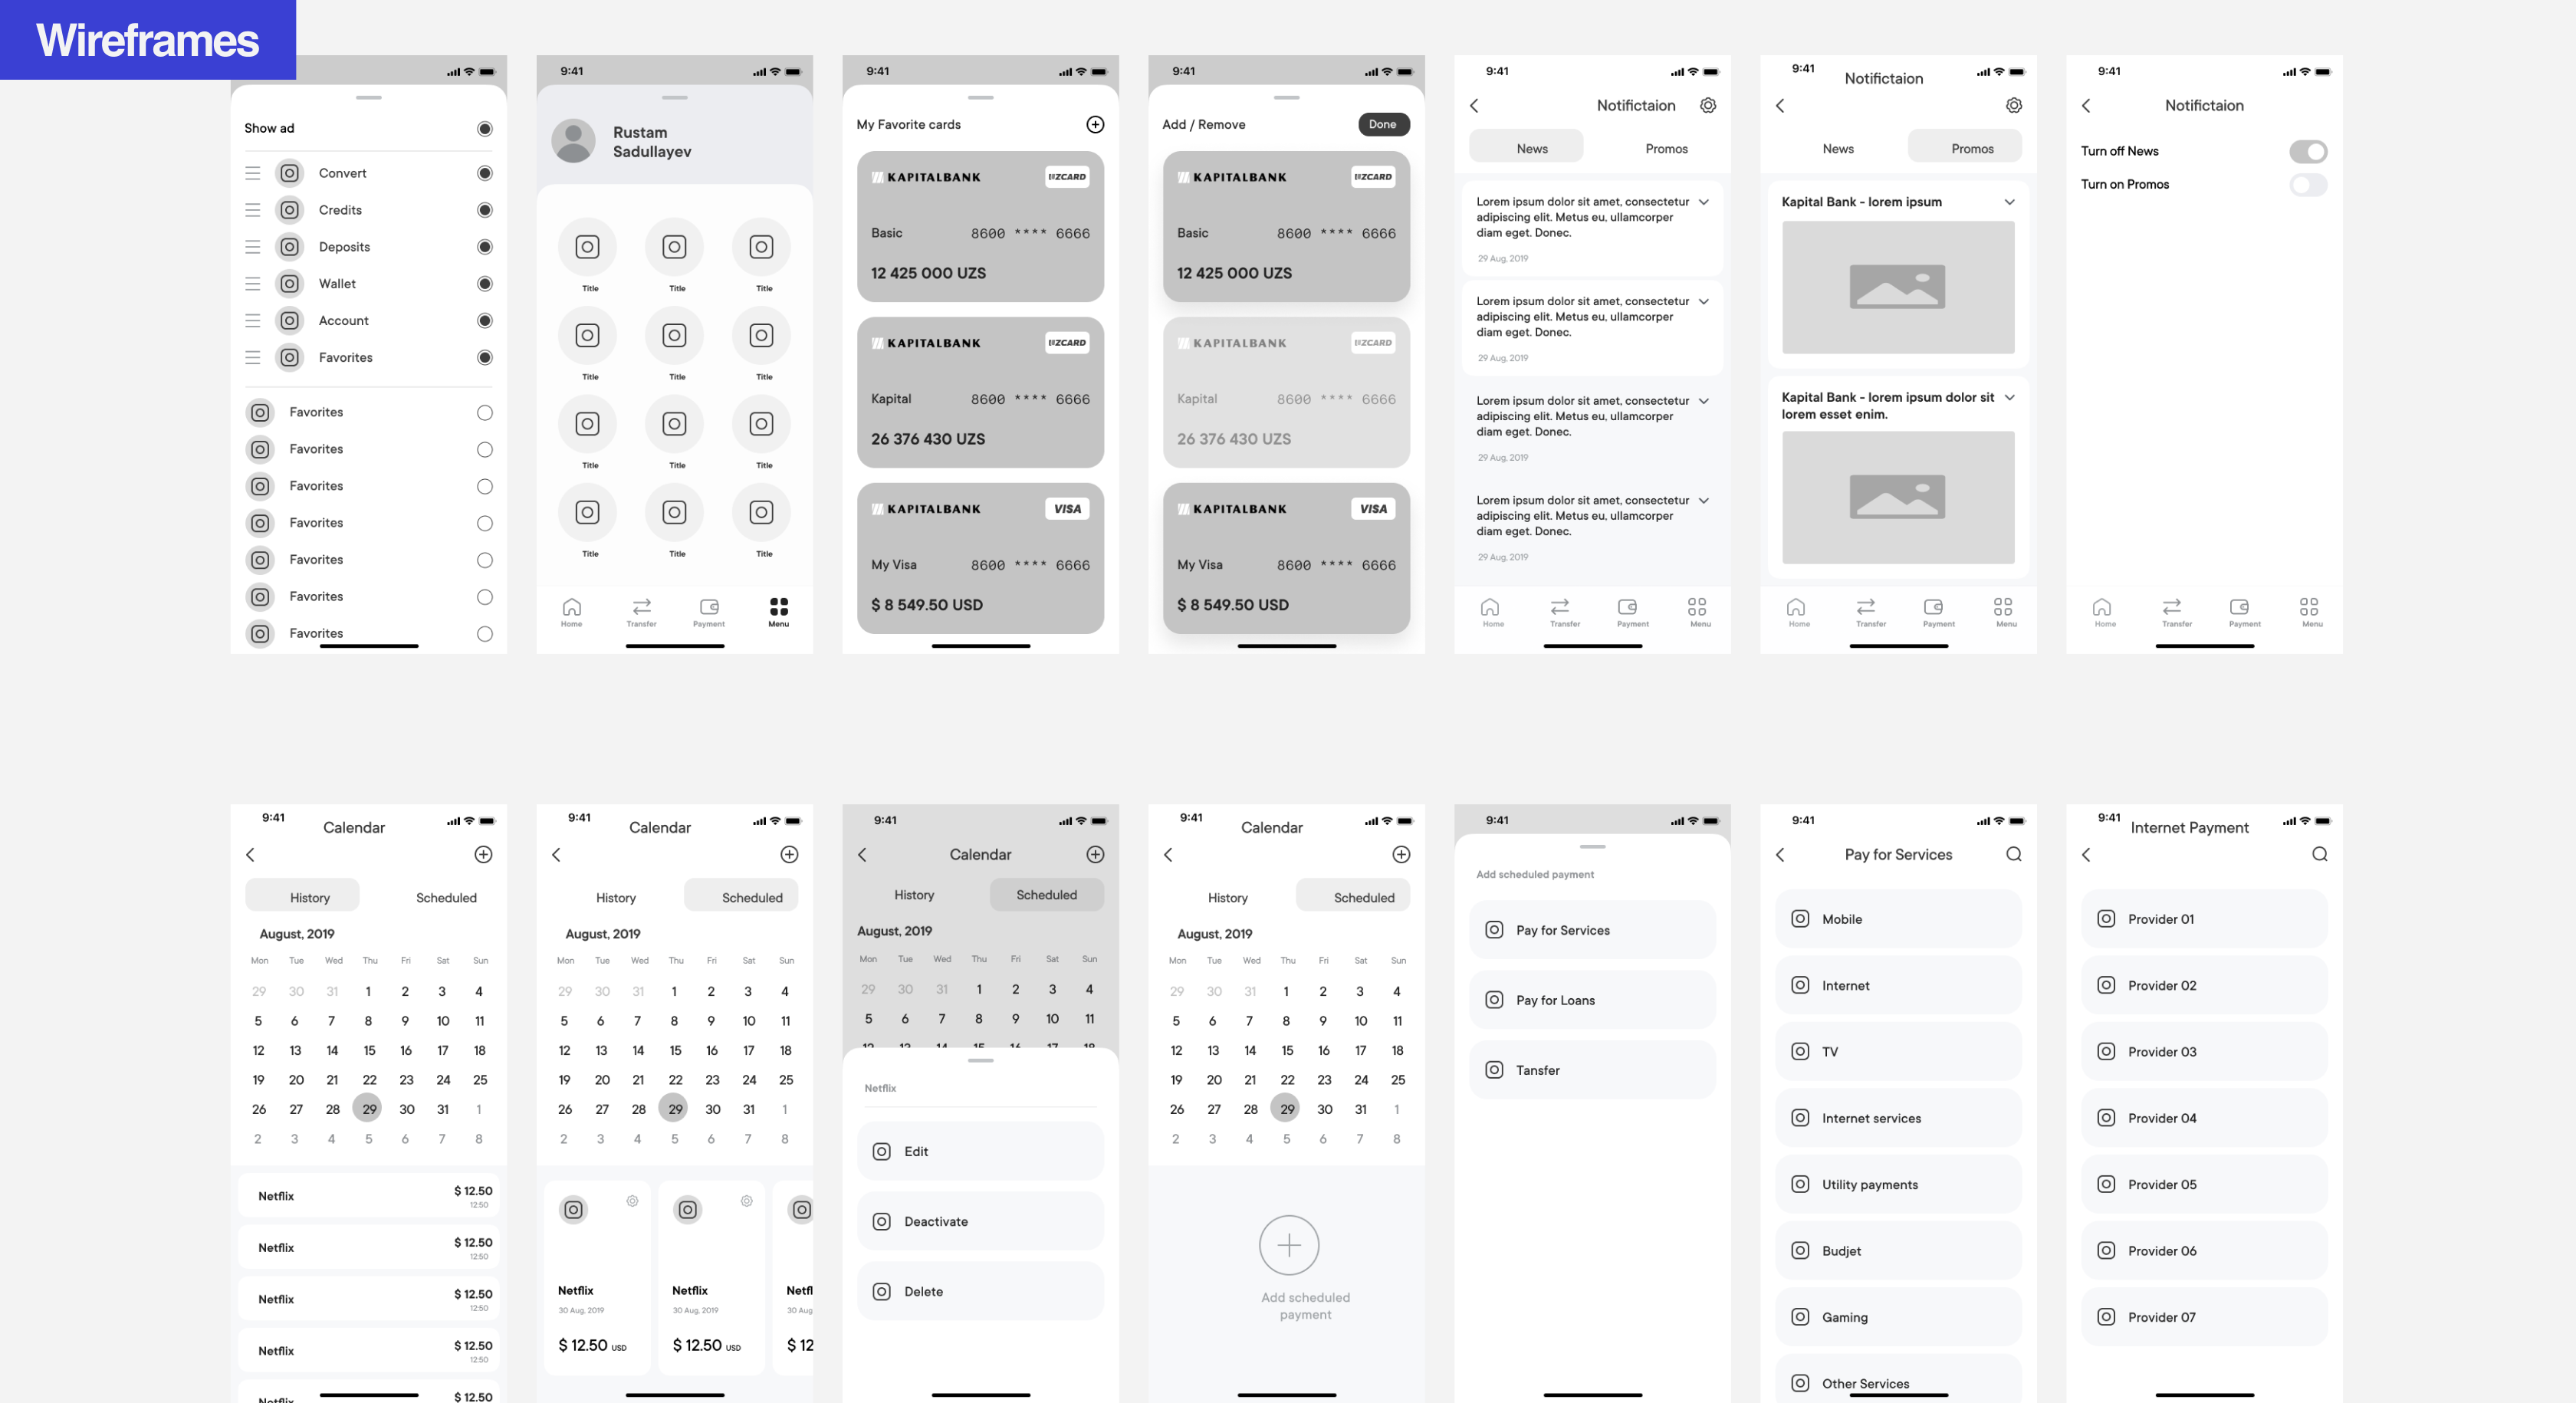 Wireframes
Show ad
Convert
Credits
Deposits
Wallet
Account
Favorites
Favorites
Favorites
Favorites
Favorites
Favorites
Favorites
Favorites
9:41
Rustam
Sadullayev
Title Title Title
Title Title Title
Title Title Title
Title Title Title
Home Transfer Payment Menu
9:41
My Favorite cards
KAPITALBANK UZCARD
Basic 8600 **** 6666
12 425 000 UZS
KAPITALBANK UZCARD
Kapital 8600 **** 6666
26 376 430 UZS
KAPITALBANK VISA
My Visa 8600 **** 6666
$ 8 549.50 USD
9:41
Add / Remove Done
KAPITALBANK UZCARD
Basic 8600 **** 6666
12 425 000 UZS
KAPITALBANK UZCARD
Kapital 8600 **** 6666
26 376 430 UZS
KAPITALBANK VISA
My Visa 8600 **** 6666
$ 8 549.50 USD
9:41
Notifictaion
News Promos
Lorem ipsum dolor sit amet, consectetur
adipiscing elit. Metus eu, ullamcorper
diam eget. Donec.
29 Aug, 2019
Lorem ipsum dolor sit amet, consectetur
adipiscing elit. Metus eu, ullamcorper
diam eget. Donec.
29 Aug, 2019
Lorem ipsum dolor sit amet, consectetur
adipiscing elit. Metus eu, ullamcorper
diam eget. Donec.
29 Aug, 2019
Lorem ipsum dolor sit amet, consectetur
adipiscing elit. Metus eu, ullamcorper
diam eget. Donec.
29 Aug, 2019
Home Transfer Payment Menu
9:41
Notifictaion
News Promos
Kapital Bank - lorem ipsum
Kapital Bank - lorem ipsum dolor sit
lorem esset enim.
Home Transfer Payment Menu
9:41
Notifictaion
Turn off News
Turn on Promos
Home Transfer Payment Menu
9:41
Calendar
History Scheduled
August, 2019
Mon Tue Wed Thu Fri Sat Sun
29 30 31 1 2 3 4
5 6 7 8 9 10 11
12 13 14 15 16 17 18
19 20 21 22 23 24 25
26 27 28 29 30 31 1
2 3 4 5 6 7 8
Netflix $ 12.50
12:50
Netflix $ 12.50
12:50
Netflix $ 12.50
12:50
Netflix $ 12.50
12:50
Netflix $ 12.50
9:41
Calendar
History Scheduled
August, 2019
Mon Tue Wed Thu Fri Sat Sun
29 30 31 1 2 3 4
5 6 7 8 9 10 11
12 13 14 15 16 17 18
19 20 21 22 23 24 25
26 27 28 29 30 31 1
2 3 4 5 6 7 8
Netflix Netflix Netfl
30 Aug, 2019 30 Aug, 2019 30 Aug
$ 12.50 USD $ 12.50 USD $ 12
9:41
Calendar
History Scheduled
August, 2019
Mon Tue Wed Thu Fri Sat Sun
29 30 31 1 2 3 4
5 6 7 8 9 10 11
12 13 14 15 16 17 18
Netflix
Edit
Deactivate
Delete
9:41
Calendar
History Scheduled
August, 2019
Mon Tue Wed Thu Fri Sat Sun
29 30 31 1 2 3 4
5 6 7 8 9 10 11
12 13 14 15 16 17 18
19 20 21 22 23 24 25
26 27 28 29 30 31 1
2 3 4 5 6 7 8
Add scheduled
payment
9:41
Add scheduled payment
Pay for Services
Pay for Loans
Tansfer
9:41
Pay for Services
Mobile
Internet
TV
Internet services
Utility payments
Budjet
Gaming
Other Services
9:41
Internet Payment
Provider 01
Provider 02
Provider 03
Provider 04
Provider 05
Provider 06
Provider 07